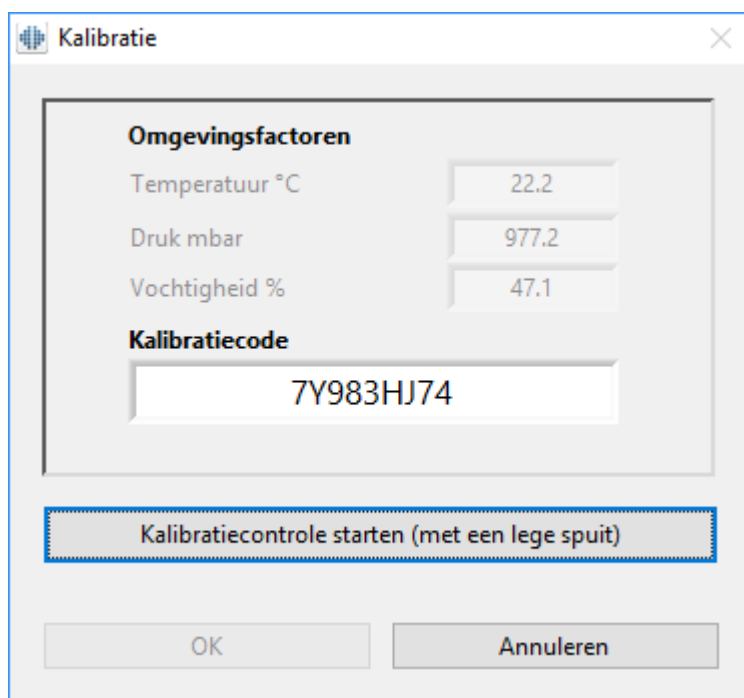 Kalibratie
Omgevingsfactoren
Temperatuur °C 22.2
Druk mbar 977.2
Vochtigheid % 47.1
Kalibratiecode
7Y983HJ74
Kalibratiecontrole starten (met een lege spuit)
OK Annuleren